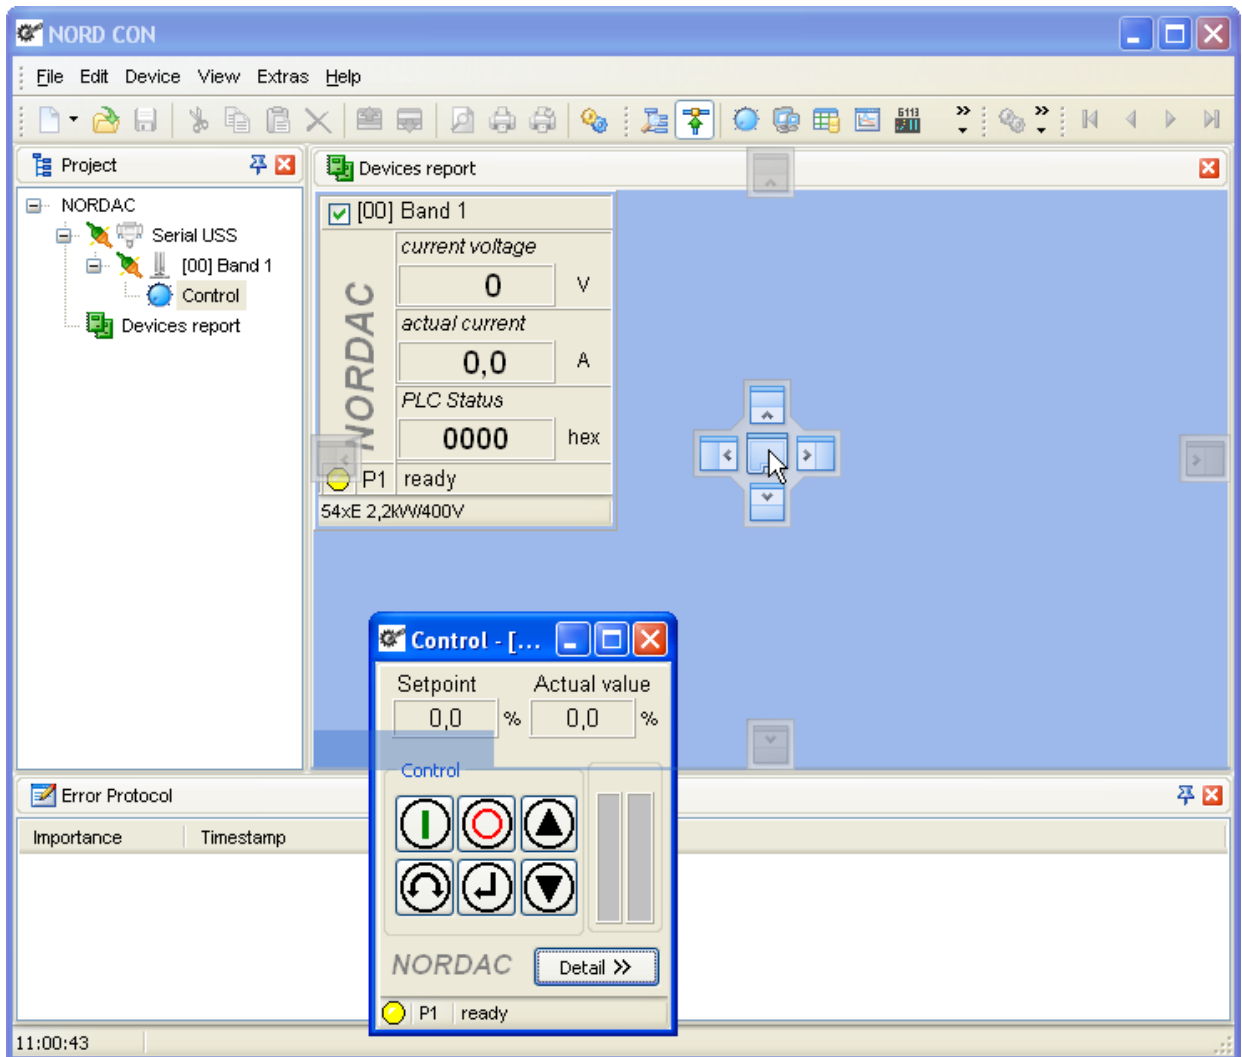 NORD CON
File Edit Device View Extras Help
Project
Devices report
NORDAC
Serial USS
[00] Band 1
Control
Devices report
[00] Band 1
NORDAC
current voltage
0 V
actual current
0,0 A
PLC Status
0000 hex
P1 ready
54xE 2,2kW/400V
Control - [...
Setpoint Actual value
0,0 % 0,0 %
Control
NORDAC Detail >>
P1 ready
Error Protocol
Importance Timestamp
11:00:43